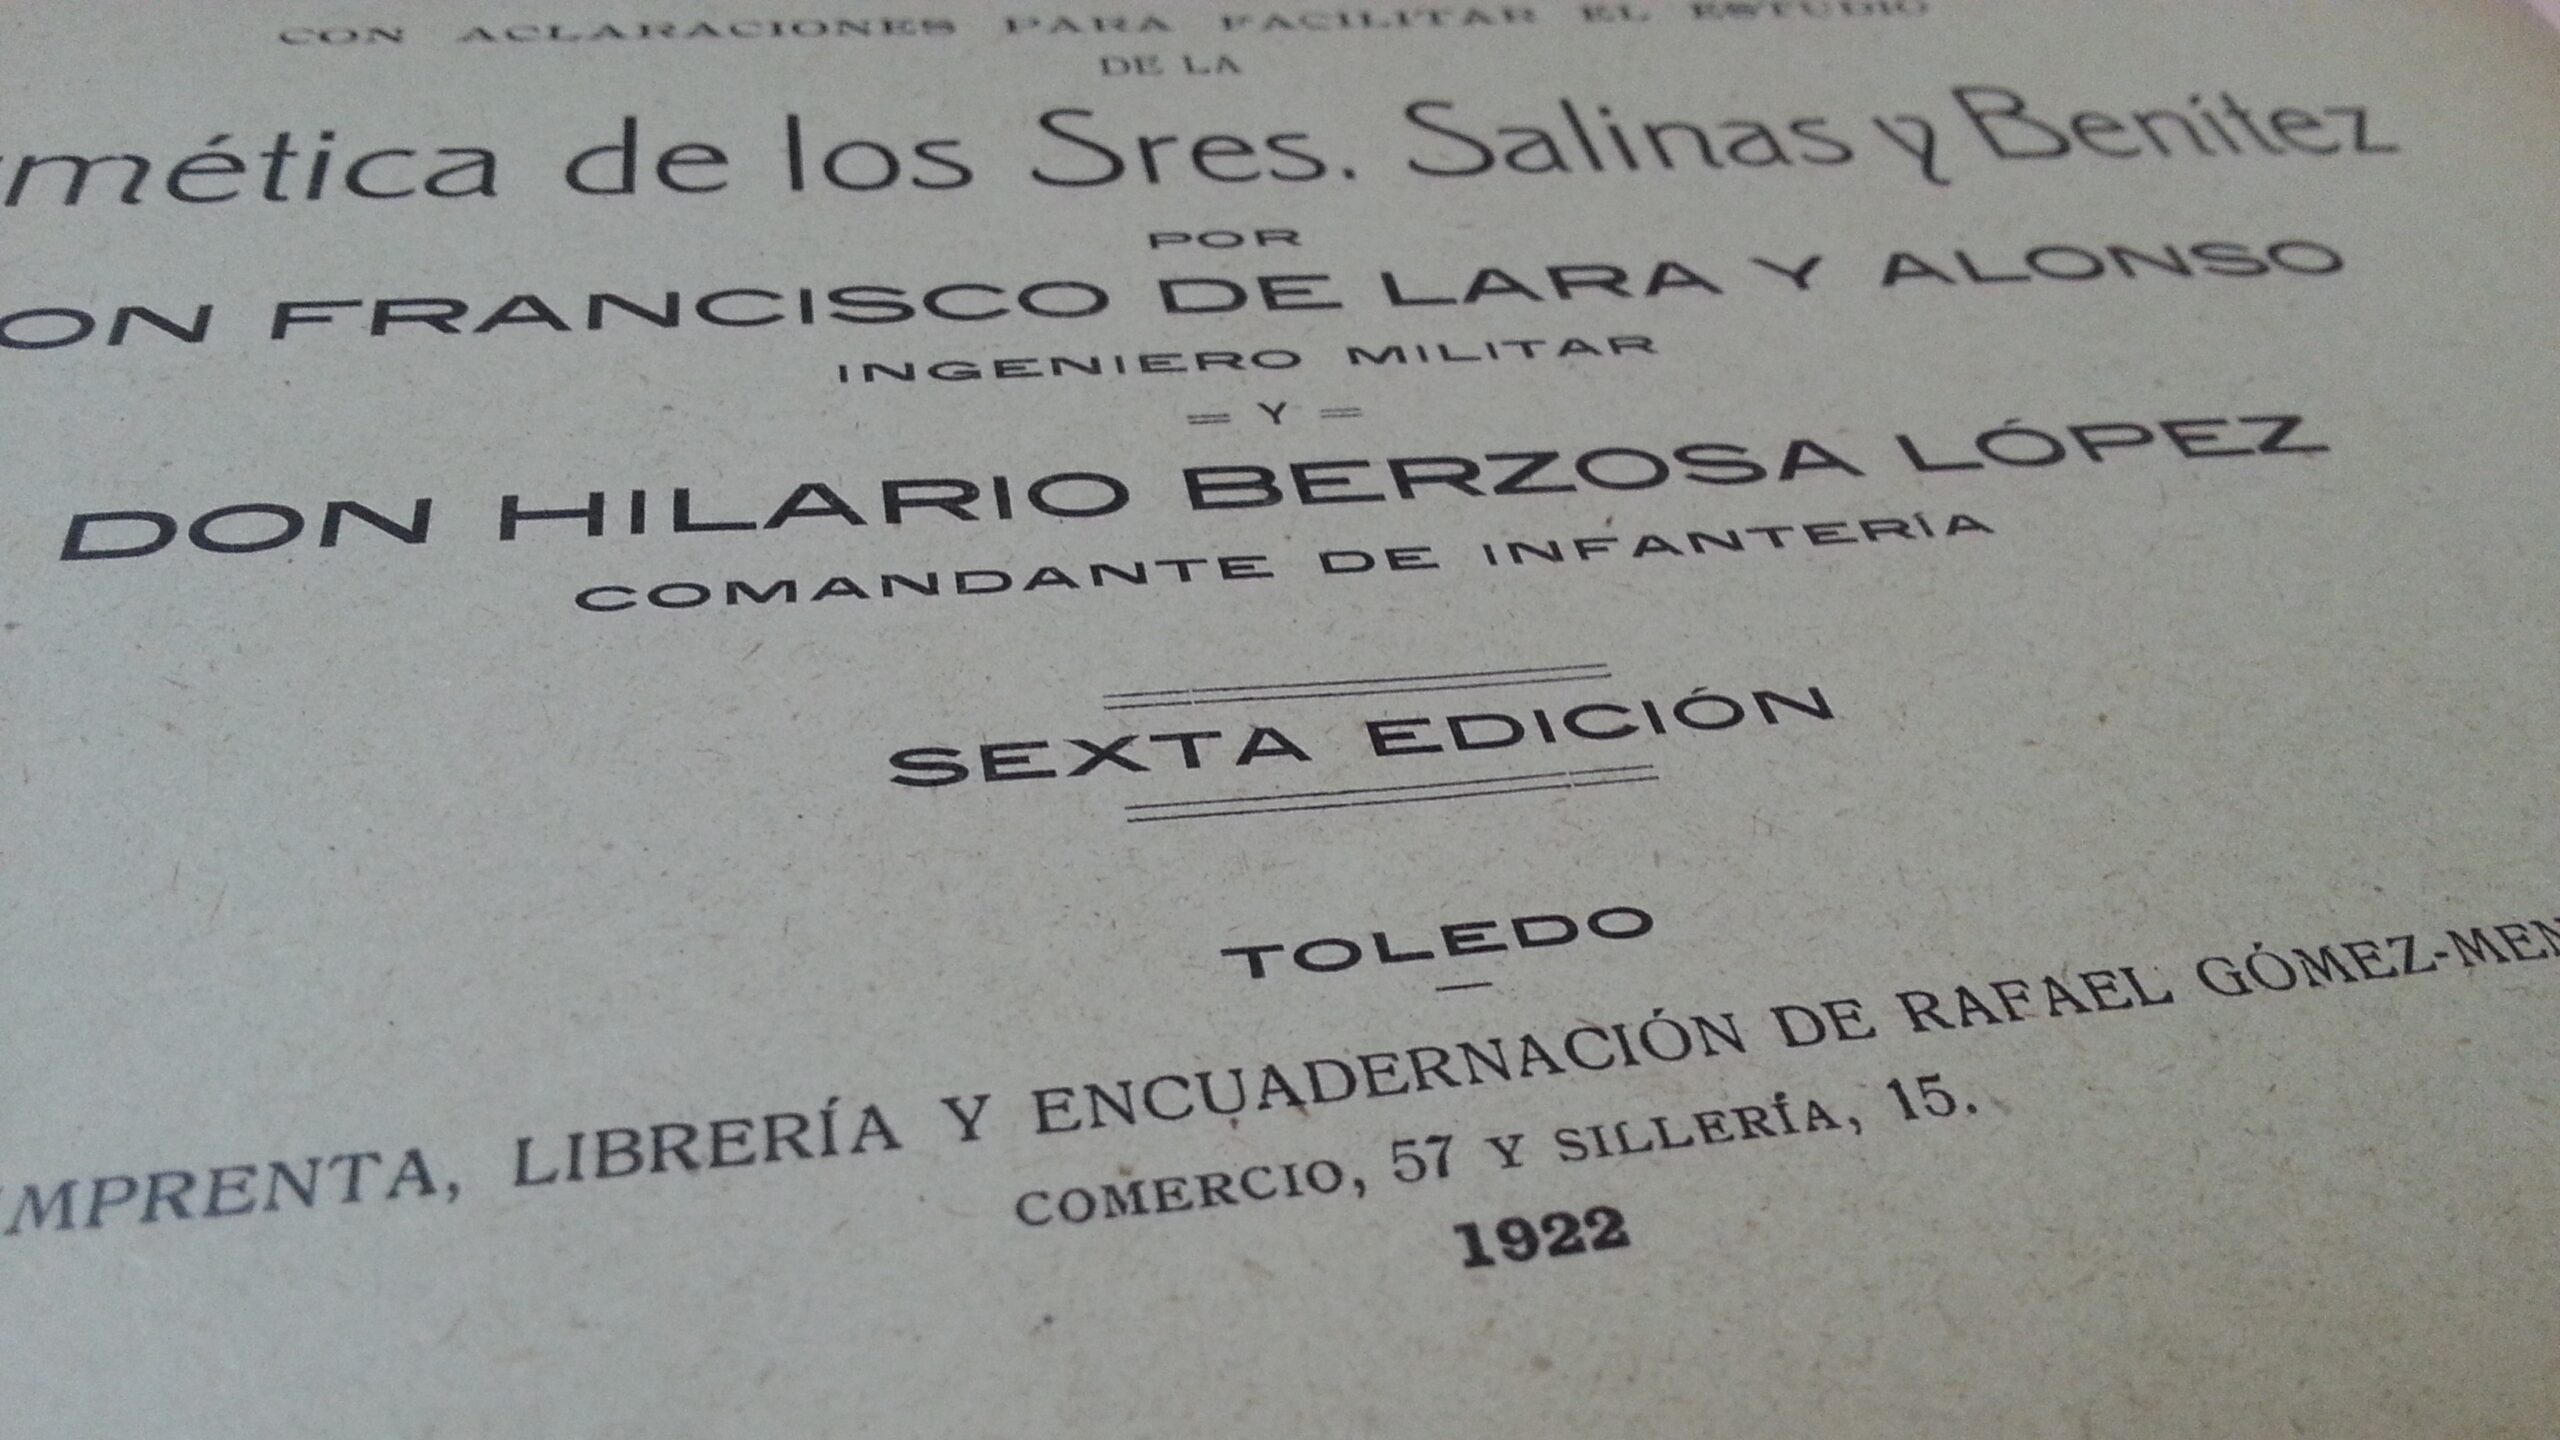 CON ACLARACIONES PARA FACILITAR EL ESTUDIO
DE LA
mética de los Sres. Salinas y Benítez
POR
ON FRANCISCO DE LARA Y ALONSO
INGENIERO MILITAR
= Y =
DON HILARIO BERZOSA LÓPEZ
COMANDANTE DE INFANTERÍA
SEXTA EDICIÓN
TOLEDO
IMPRENTA, LIBRERÍA Y ENCUADERNACIÓN DE RAFAEL GÓMEZ-MEN
COMERCIO, 57 Y SILLERÍA, 15.
1922